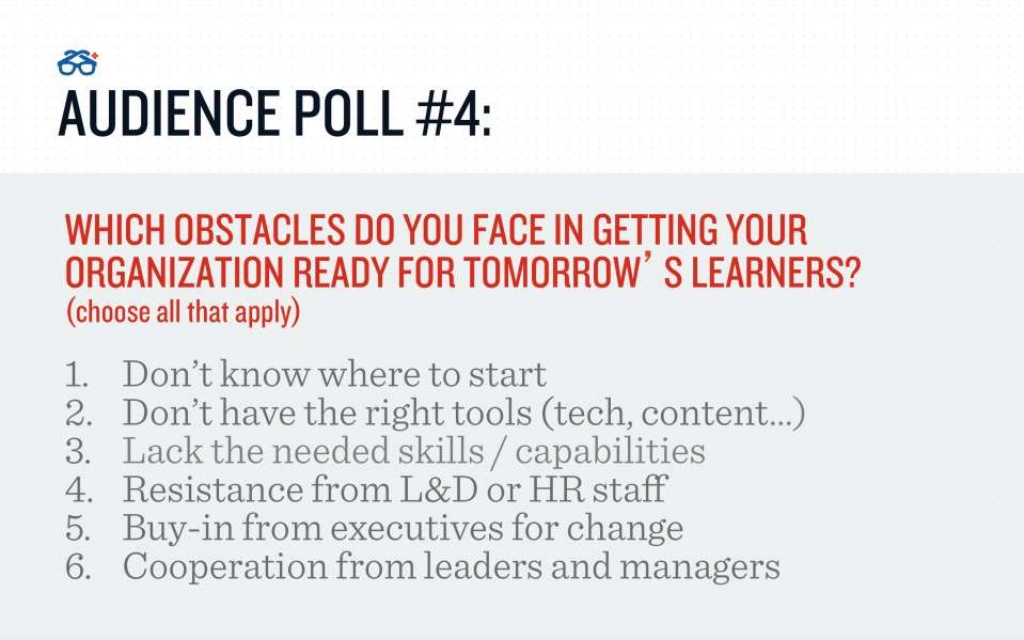 AUDIENCE POLL #4:
WHICH OBSTACLES DO YOU FACE IN GETTING YOUR
ORGANIZATION READY FOR TOMORROW’ S LEARNERS?
(choose all that apply)
1. Don’t know where to start
2. Don’t have the right tools (tech, content...)
3. Lack the needed skills / capabilities
4. Resistance from L&D or HR staff
5. Buy-in from executives for change
6. Cooperation from leaders and managers